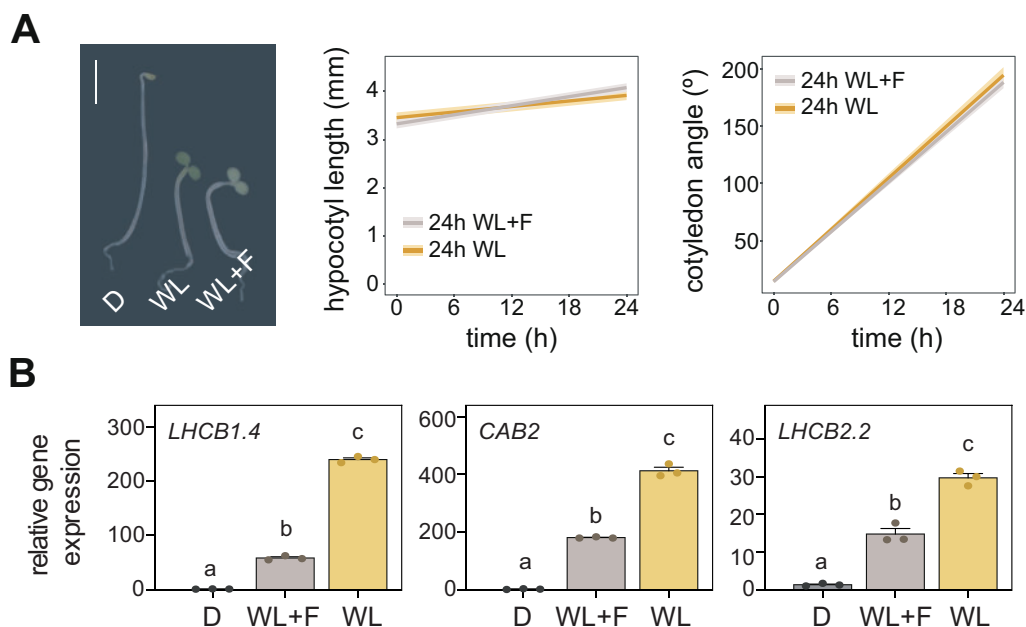 A
D
WL
WL+F
hypocotyl length (mm)
4
3
2
1
0
24h WL+F
24h WL
0 6 12 18 24
time (h)
cotyledon angle (º)
200
150
100
50
24h WL+F
24h WL
0 6 12 18 24
time (h)
B
relative gene
expression
300
200
100
0
LHCB1.4
a
b
c
D WL+F WL
600
400
200
0
CAB2
a
b
c
D WL+F WL
40
30
20
10
0
LHCB2.2
a
b
c
D WL+F WL